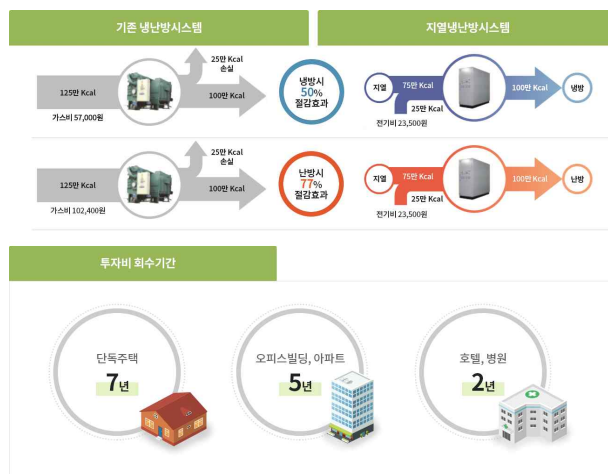 기존 냉난방시스템
지열냉난방시스템
25만 Kcal
손실
125만 Kcal
100만 Kcal
가스비 57,000원
냉방시
50%
절감효과
지열
75만 Kcal
100만 Kcal
냉방
25만 Kcal
전기비 23,500원
25만 Kcal
손실
125만 Kcal
100만 Kcal
가스비 102,400원
난방시
77%
절감효과
지열
75만 Kcal
100만 Kcal
난방
25만 Kcal
전기비 23,500원
투자비 회수기간
단독주택
7년
오피스빌딩, 아파트
5년
호텔, 병원
2년